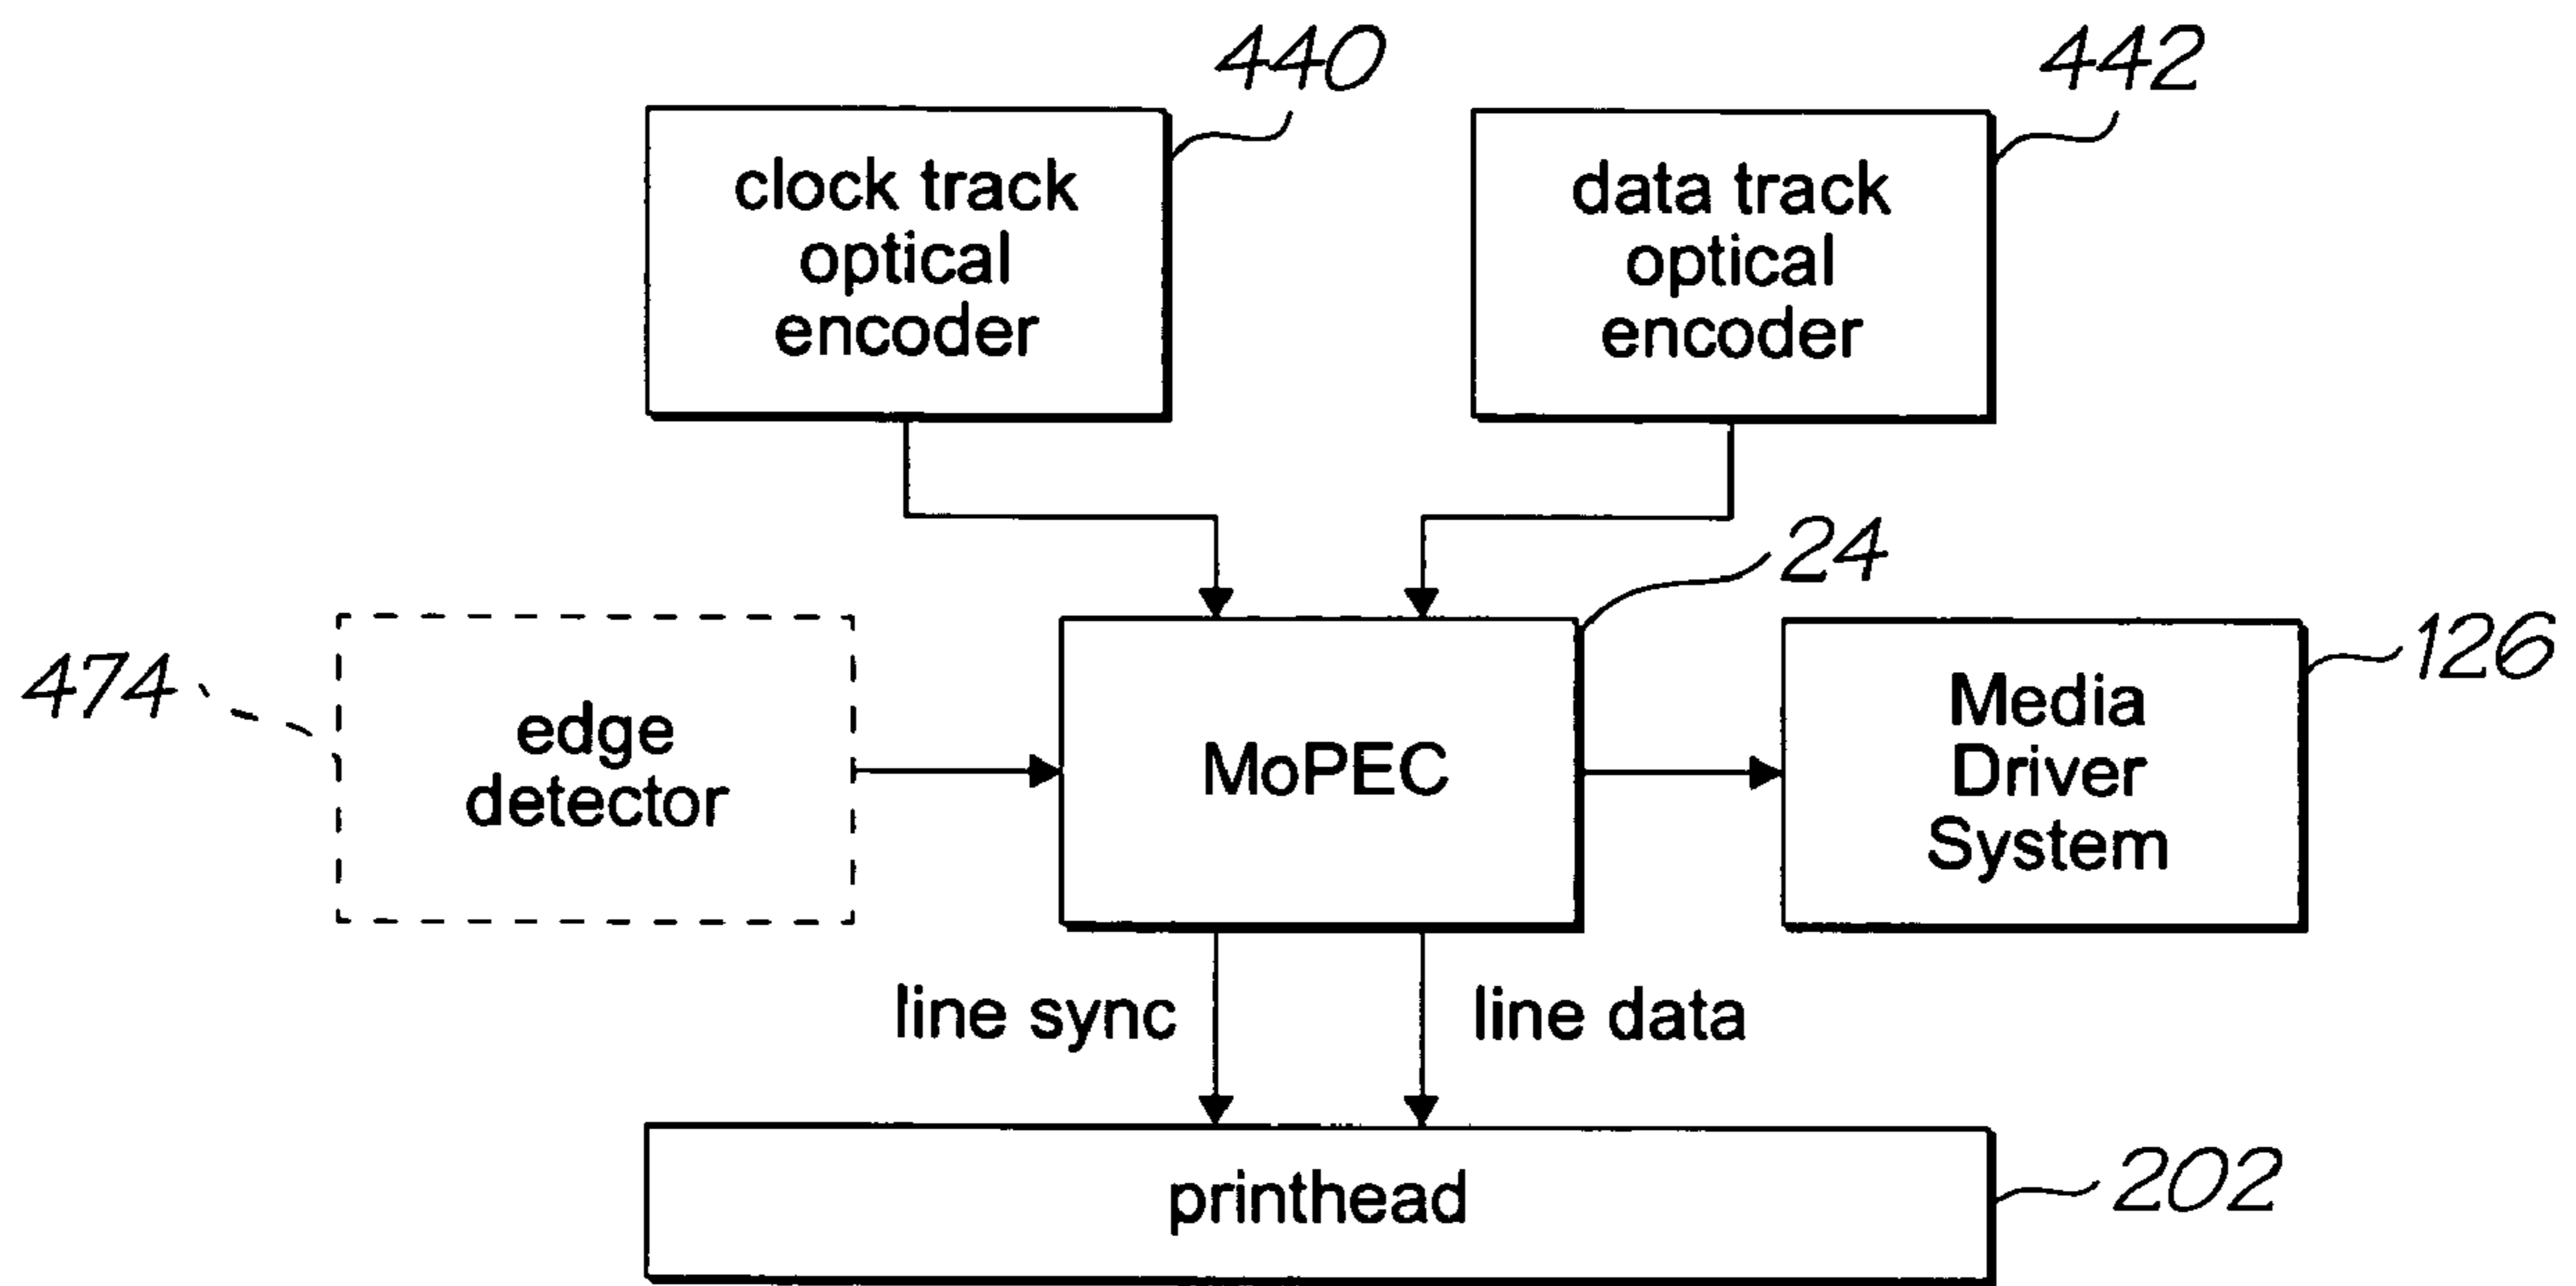 440
442
clock track
optical
encoder
data track
optical
encoder
24
474
edge
detector
MoPEC
Media
Driver
System
126
line sync
line data
printhead
202